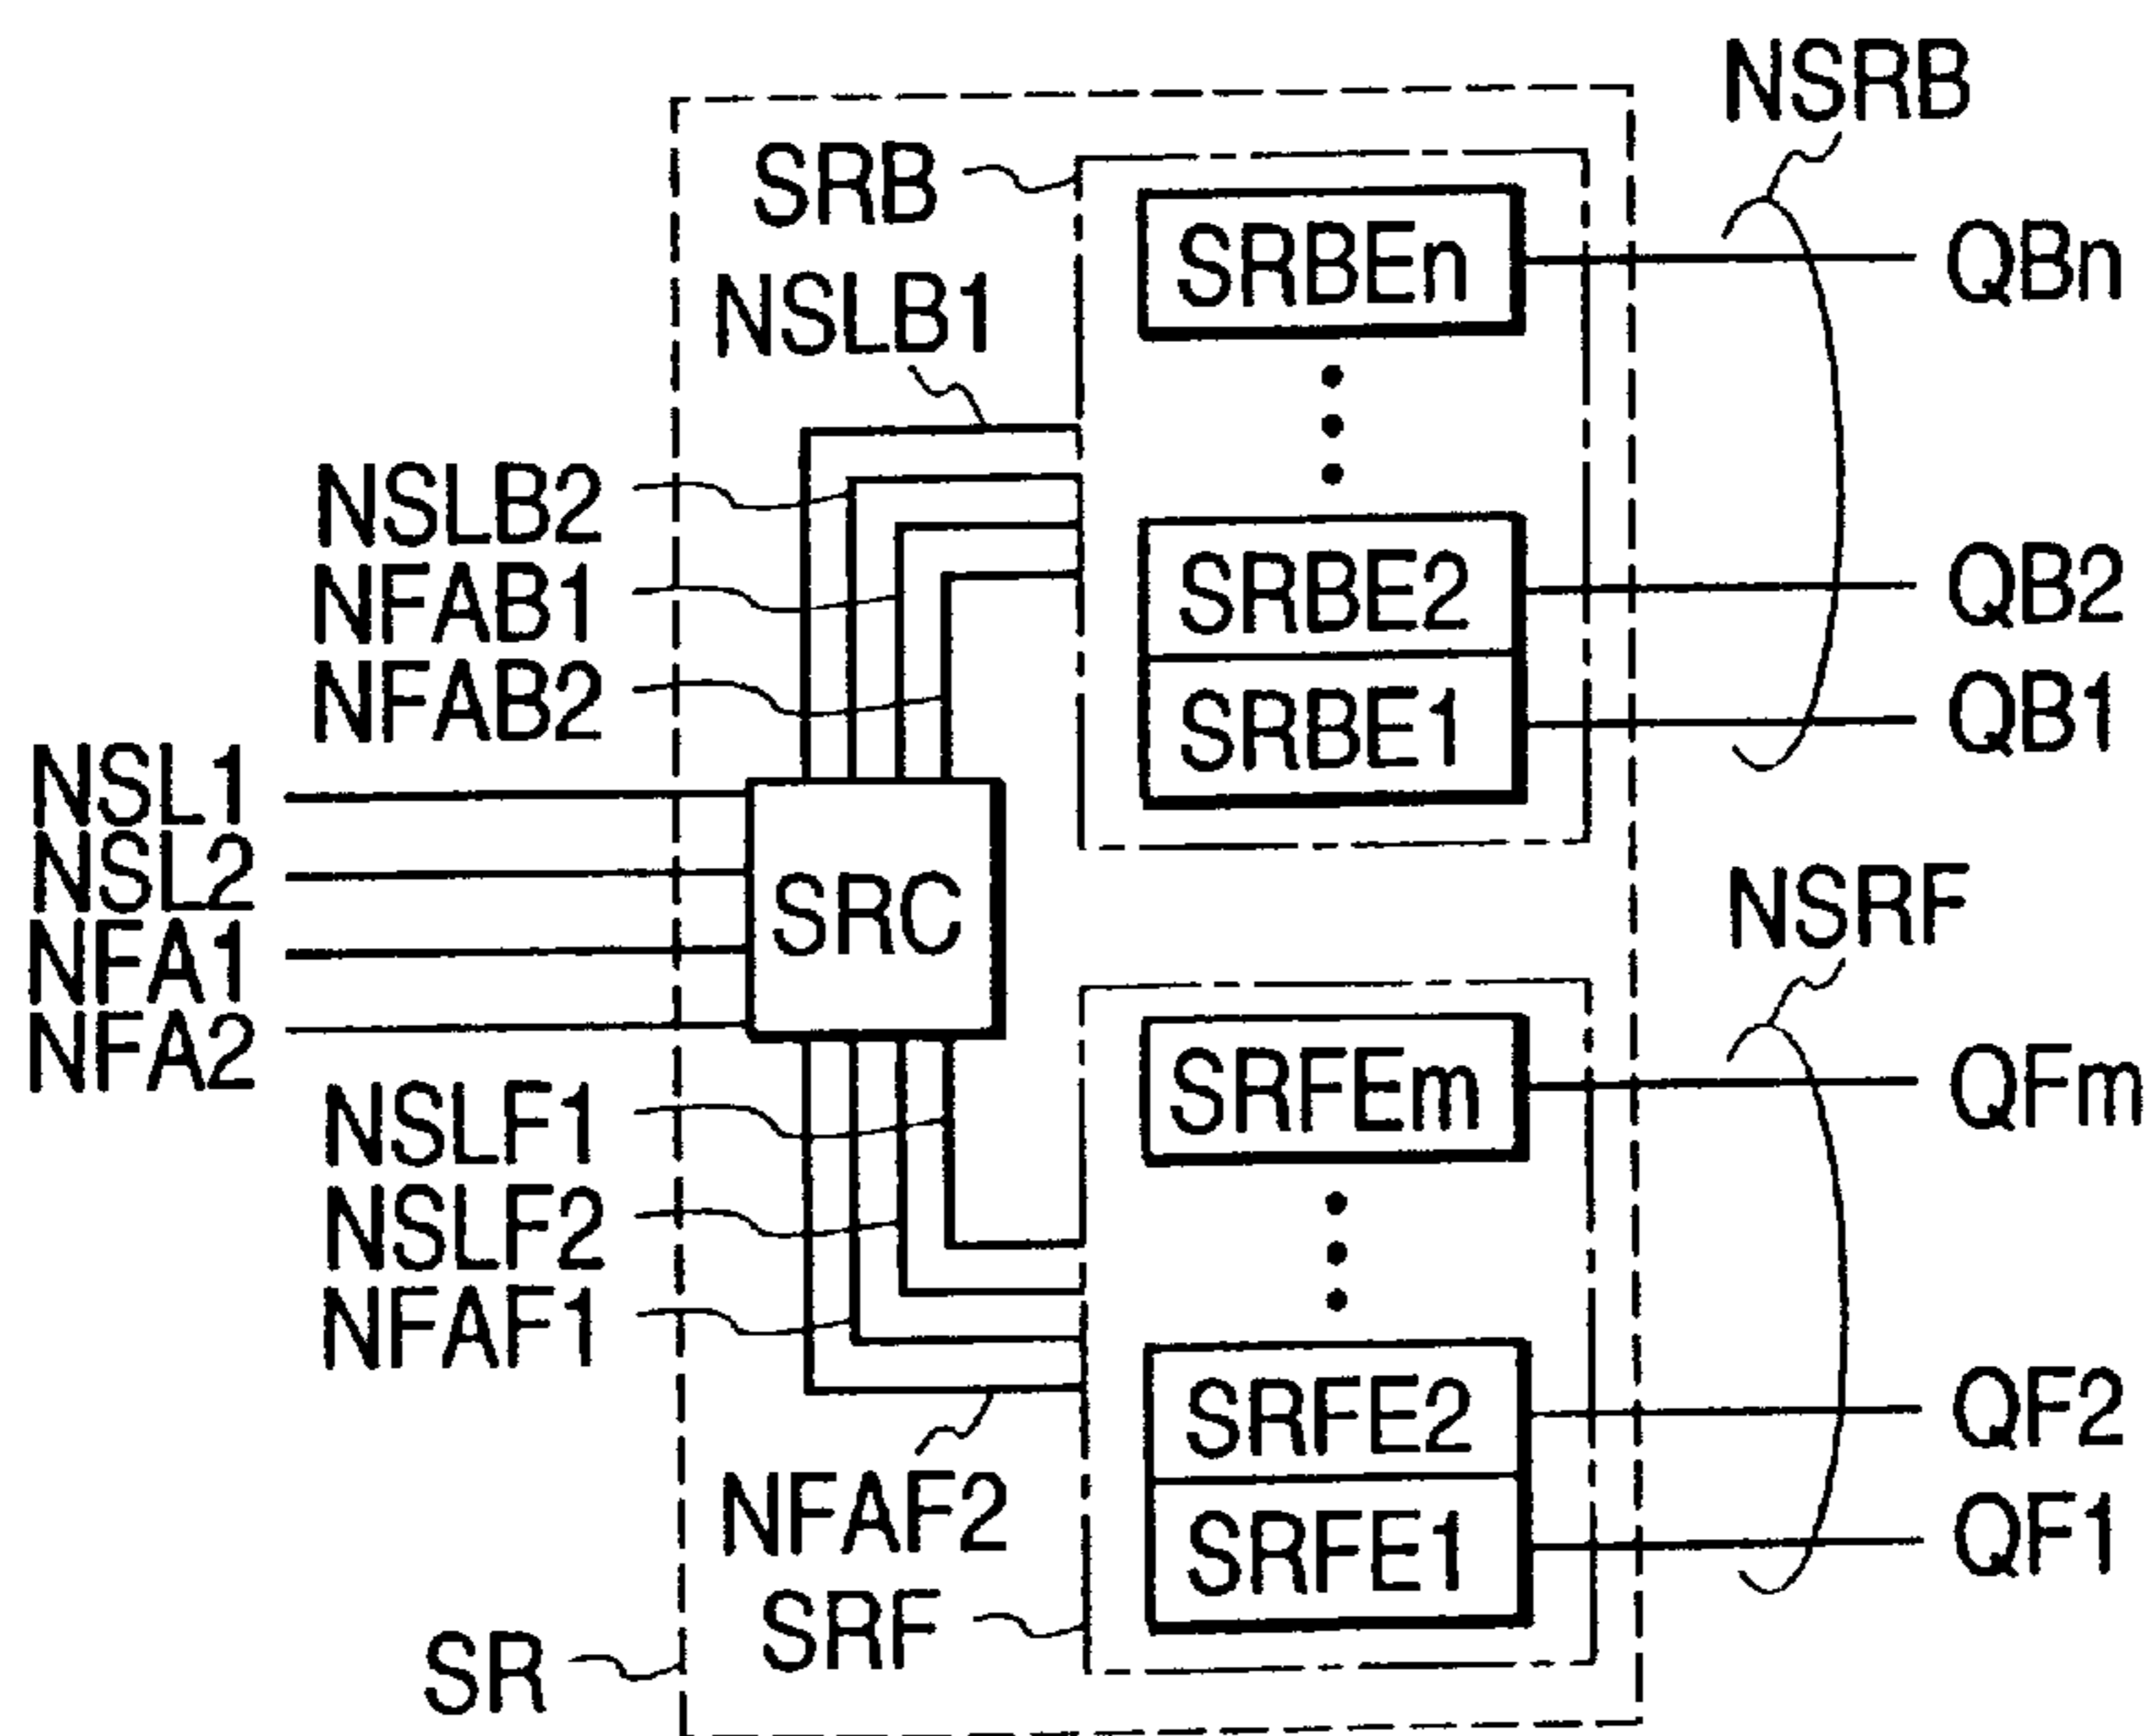 NSRB
SRB
SRBEn
QBn
NSLB1
NSLB2
NFAB1
NFAB2
SRBE2
QB2
SRBE1
QB1
NSL1
NSL2
NFA1
NFA2
SRC
NSRF
SRFEm
QFm
NSLF1
NSLF2
NFAF1
SRFE2
QF2
NFAF2
SRFE1
QF1
SRF
SR